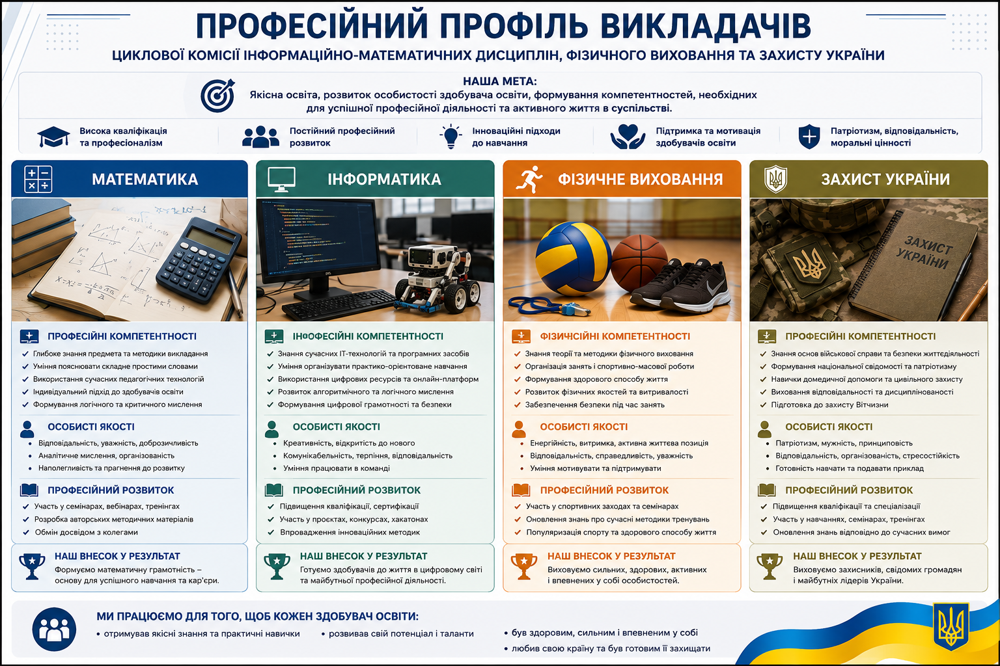 ПРОФЕСІЙНИЙ ПРОФІЛЬ ВИКЛАДАЧІВ
ЦИКЛОВОЇ КОМІСІЇ ІНФОРМАЦІЙНО-МАТЕМАТИЧНИХ ДИСЦИПЛІН, ФІЗИЧНОГО ВИХОВАННЯ ТА ЗАХИСТУ УКРАЇНИ
НАША МЕТА:
Якісна освіта, розвиток особистості здобувача освіти, формування компетентностей, необхідних
для успішної професійної діяльності та активного життя в суспільстві.
Висока кваліфікація
та професіоналізм
Постійний професійний
розвиток
Інноваційні підходи
до навчання
Підтримка та мотивація
здобувачів освіти
Патріотизм, відповідальність,
моральні цінності
МАТЕМАТИКА
ПРОФЕСІЙНІ КОМПЕТЕНТНОСТІ
Глибоке знання предмета та методики викладання
Уміння пояснювати складне простими словами
Використання сучасних педагогічних технологій
Індивідуальний підхід до здобувачів освіти
Формування логічного та критичного мислення
ОСОБИСТІ ЯКОСТІ
• Відповідальність, уважність, доброзичливість
• Аналітичне мислення, організованість
• Наполегливість та прагнення до розвитку
ПРОФЕСІЙНИЙ РОЗВИТОК
Участь у семінарах, вебінарах, тренінгах
Розробка авторських методичних матеріалів
Обмін досвідом з колегами
НАШ ВНЕСОК У РЕЗУЛЬТАТ
Формуємо математичну грамотність –
основу для успішного навчання та кар'єри.
ІНФОРМАТИКА
КОМПЕТЕНТНОСТІ
Знання сучасних ІТ-технологій та програмних засобів
Уміння організувати практико-орієнтоване навчання
Використання цифрових ресурсів та онлайн-платформ
Розвиток алгоритмічного та логічного мислення
Формування цифрової грамотності та безпеки
ОСОБИСТІ ЯКОСТІ
• Креативність, відкритість до нового
• Комунікабельність, терпіння, відповідальність
• Уміння працювати в команді
ПРОФЕСІЙНИЙ РОЗВИТОК
Підвищення кваліфікації, сертифікації
Участь у проєктах, конкурсах, хакатонах
Впровадження інноваційних методик
НАШ ВНЕСОК У РЕЗУЛЬТАТ
Готуємо здобувачів до життя в цифровому світі
та майбутньої професійної діяльності.
ФІЗИЧНЕ ВИХОВАННЯ
КОМПЕТЕНТНОСТІ
Знання теорії та методики фізичного виховання
Організація занять і спортивно-масової роботи
Формування здорового способу життя
Розвиток фізичних якостей та витривалості
Забезпечення безпеки під час занять
ОСОБИСТІ ЯКОСТІ
• Енергійність, витримка, активна життєва позиція
• Відповідальність, справедливість, уважність
• Уміння мотивувати та підтримувати
ПРОФЕСІЙНИЙ РОЗВИТОК
Участь у спортивних заходах та семінарах
Оновлення знань про сучасні методики тренувань
Популяризація спорту та здорового способу життя
НАШ ВНЕСОК У РЕЗУЛЬТАТ
Виховуємо сильних, здорових, активних
і впевнених у собі особистостей.
ЗАХИСТ УКРАЇНИ
ЗАХИСТ
УКРАЇНИ
ПРОФЕСІЙНІ КОМПЕТЕНТНОСТІ
Знання основ військової справи та безпеки життєдіяльності
Формування національної свідомості та патріотизму
Навички домедичної допомоги та цивільного захисту
Виховання відповідальності та дисциплінованості
Підготовка до захисту Вітчизни
ОСОБИСТІ ЯКОСТІ
• Патріотизм, мужність, принциповість
• Відповідальність, організованість, стресостійкість
• Готовність навчати та подавати приклад
ПРОФЕСІЙНИЙ РОЗВИТОК
Підвищення кваліфікації та спеціалізації
Участь у навчаннях, семінарах, тренінгах
Оновлення знань відповідно до сучасних вимог
НАШ ВНЕСОК У РЕЗУЛЬТАТ
Виховуємо захисників, свідомих громадян
і майбутніх лідерів України.
МИ ПРАЦЮЄМО ДЛЯ ТОГО, ЩОБ КОЖЕН ЗДОБУВАЧ ОСВІТИ:
• отримував якісні знання та практичні навички
• розвивав свій потенціал і таланти
• був здоровим, сильним і впевненим у собі
• любив свою країну та був готовим її захищати